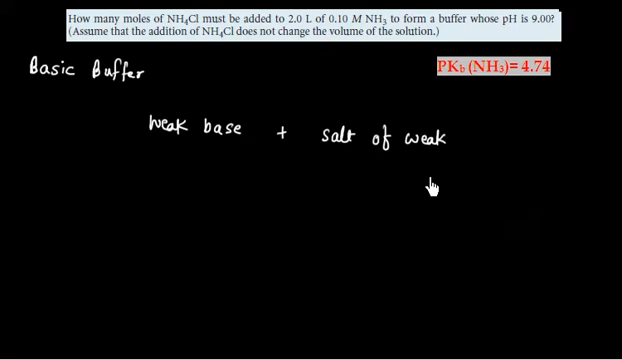 How many moles of NH₄Cl must be added to 2.0 L of 0.10 M NH₃ to form a buffer whose pH is 9.00?
(Assume that the addition of NH₄Cl does not change the volume of the solution.)
Basic Buffer
PKb (NH₃)= 4.74
weak base + salt of weak